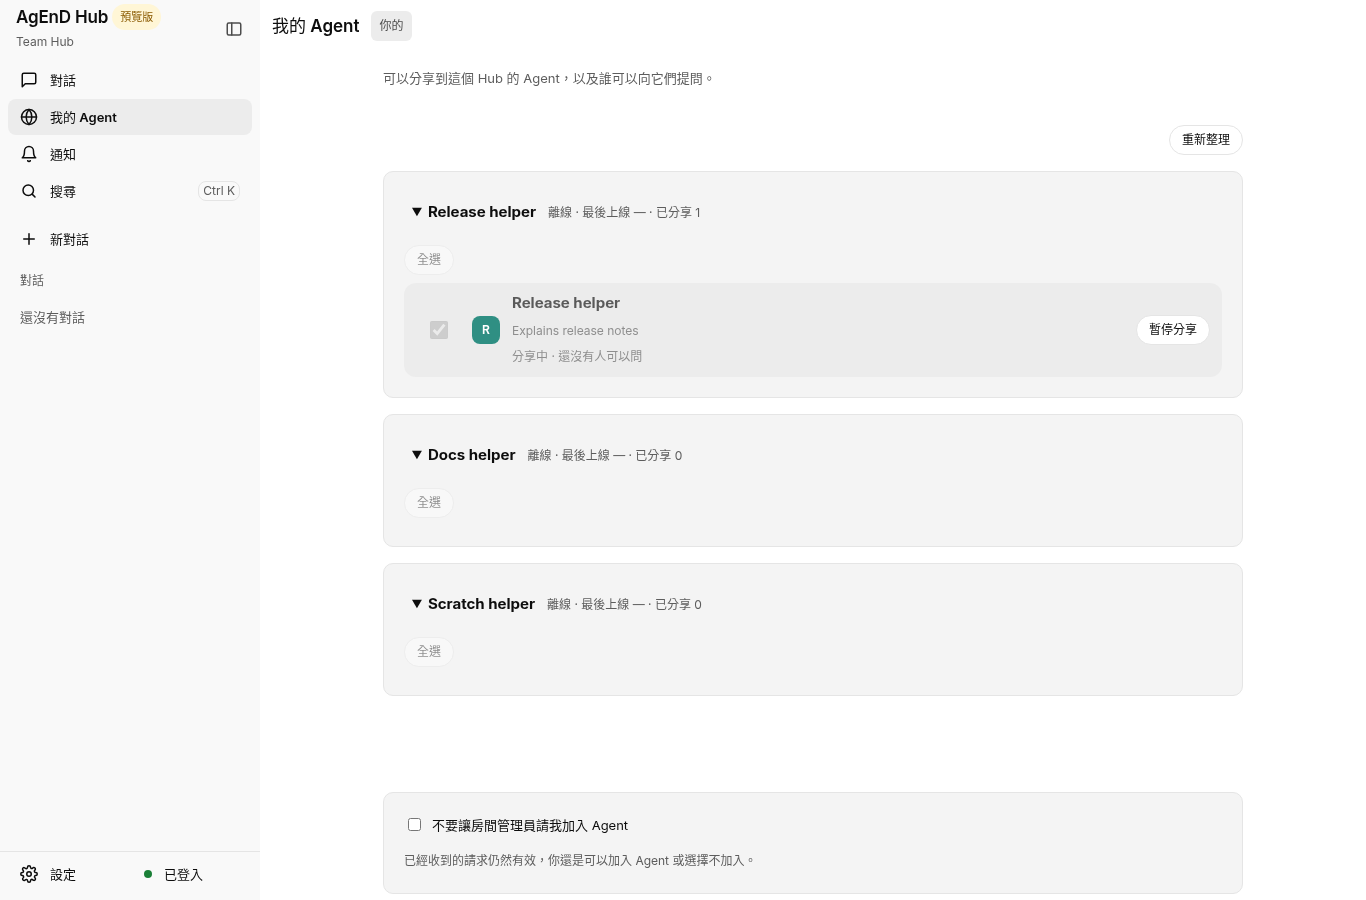 AgEnD Hub 預覽版
Team Hub
對話
我的 Agent
通知
搜尋 Ctrl K
新對話
對話
還沒有對話
設定 已登入
我的 Agent 你的
可以分享到這個 Hub 的 Agent，以及誰可以向它們提問。
重新整理
▼ Release helper 離線 · 最後上線 — · 已分享 1
全選
R
Release helper
Explains release notes
分享中 · 還沒有人可以問
暫停分享
▼ Docs helper 離線 · 最後上線 — · 已分享 0
全選
▼ Scratch helper 離線 · 最後上線 — · 已分享 0
全選
不要讓房間管理員請我加入 Agent
已經收到的請求仍然有效，你還是可以加入 Agent 或選擇不加入。